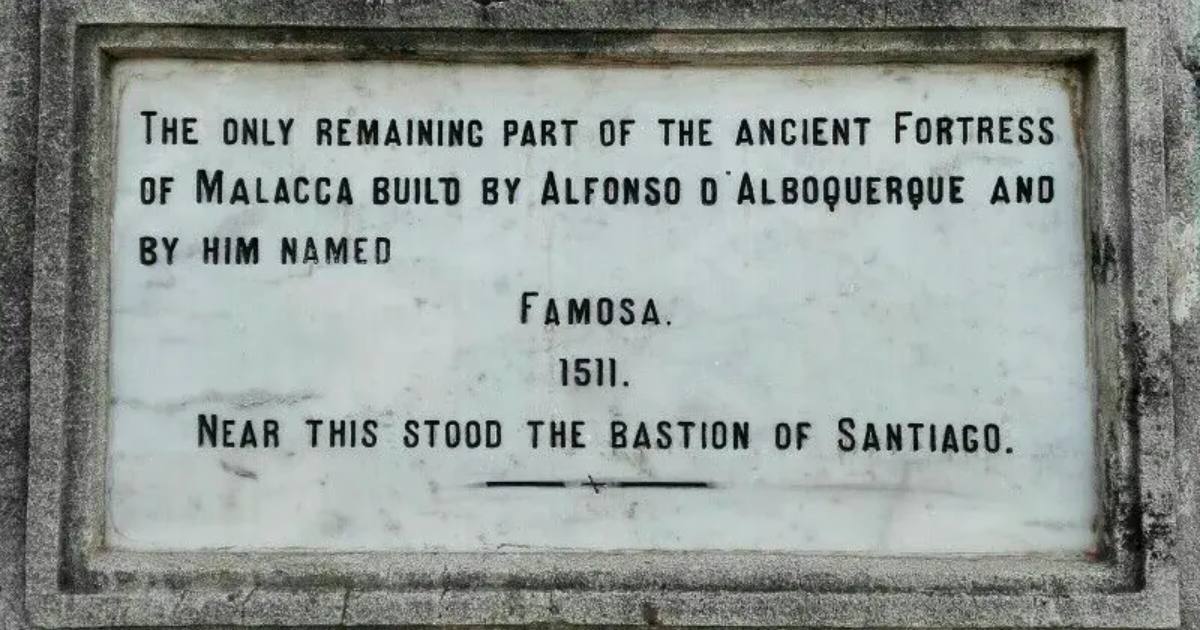 The only remaining part of the ancient Fortress
of Malacca build by Alfonso d'Alboquerque and
by him named
Famosa.
1511.
Near this stood the bastion of Santiago.